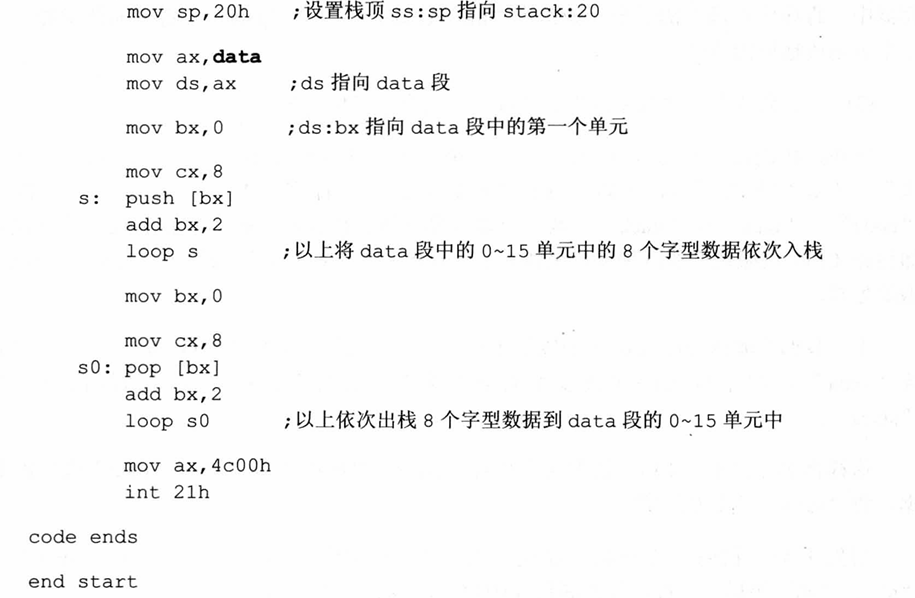 mov sp,20h ;设置栈顶 ss:sp 指向 stack:20
mov ax,data
mov ds,ax ;ds 指向 data 段
mov bx,0 ;ds:bx 指向 data 段中的第一个单元
mov cx,8
s: push [bx]
add bx,2
loop s ;以上将 data 段中的 0~15 单元中的 8 个字型数据依次入栈
mov bx,0
mov cx,8
s0: pop [bx]
add bx,2
loop s0 ;以上依次出栈 8 个字型数据到 data 段的 0~15 单元中
mov ax,4c00h
int 21h
code ends
end start